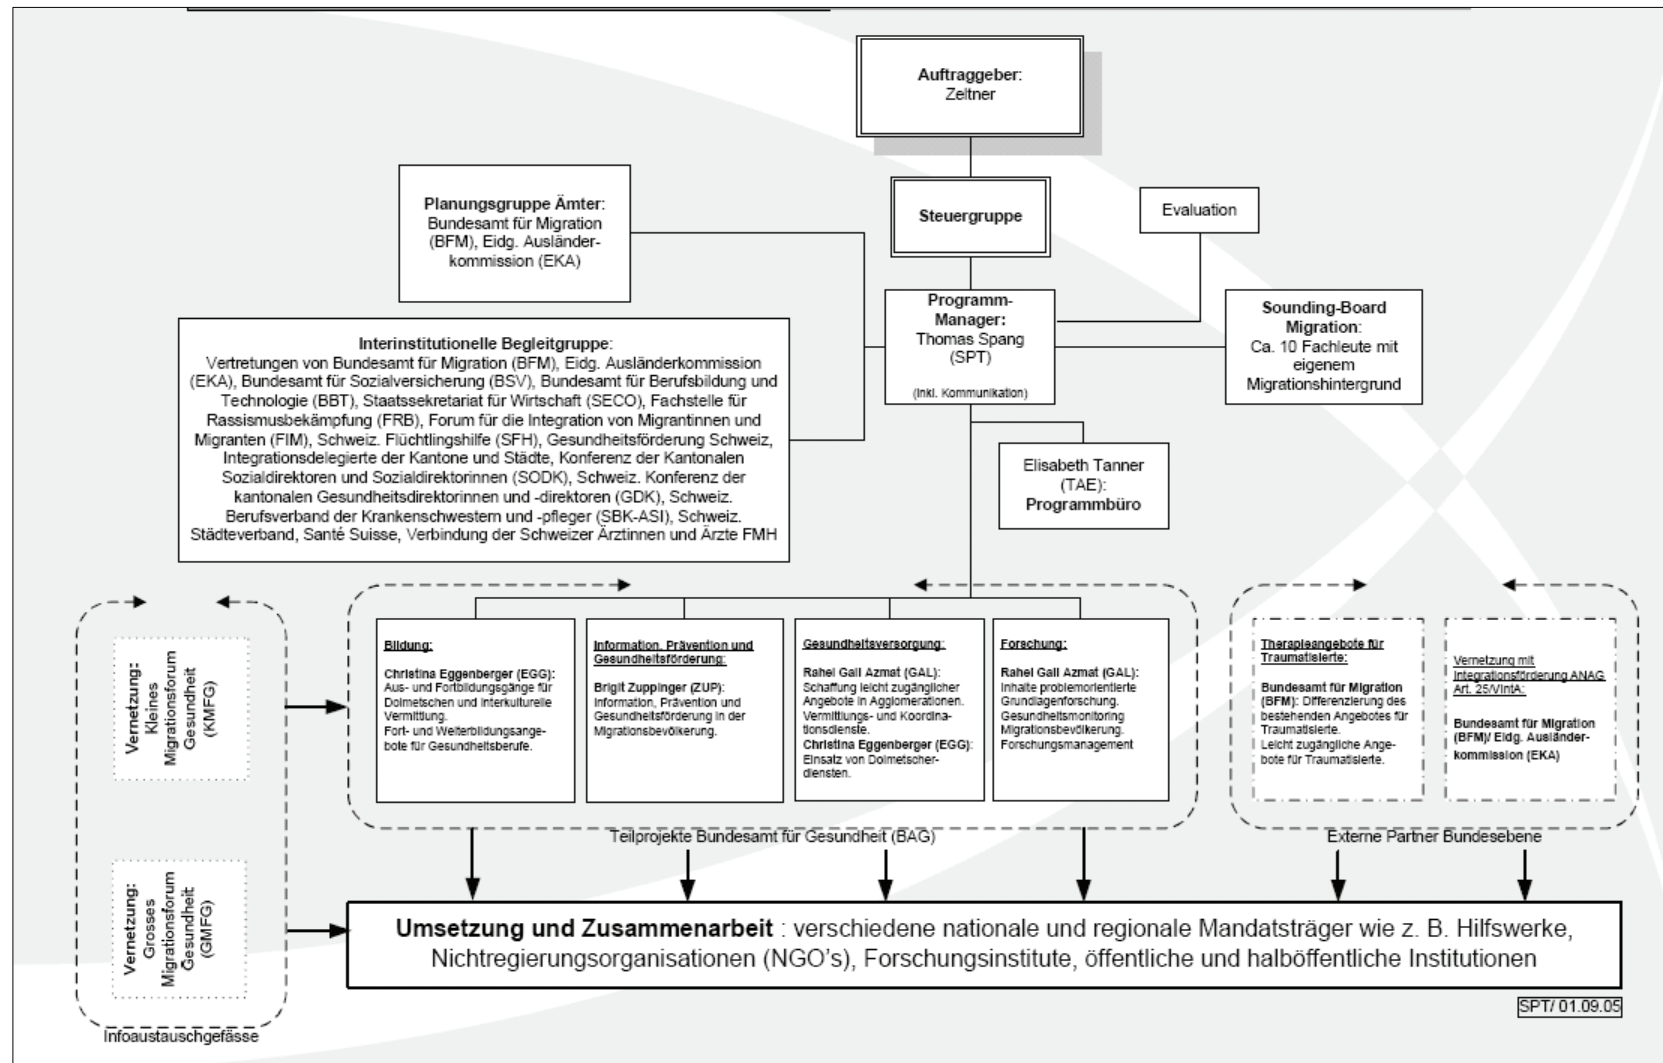 Auftraggeber:
Zeltner
Planungsgruppe Ämter:
Bundesamt für Migration
(BFM), Eidg. Ausländer-
kommission (EKA)
Steuergruppe
Evaluation
Programm-
Manager:
Thomas Spang
(SPT)
(inkl. Kommunikation)
Sounding-Board
Migration:
Ca. 10 Fachleute mit
eigenem
Migrationshintergrund
Interinstitutionelle Begleitgruppe:
Vertretungen von Bundesamt für Migration (BFM), Eidg. Ausländerkommission
(EKA), Bundesamt für Sozialversicherung (BSV), Bundesamt für Berufsbildung und
Technologie (BBT), Staatssekretariat für Wirtschaft (SECO), Fachstelle für
Rassismusbekämpfung (FRB), Forum für die Integration von Migrantinnen und
Migranten (FIM), Schweiz. Flüchtlingshilfe (SFH), Gesundheitsförderung Schweiz,
Integrationsdelegierte der Kantone und Städte, Konferenz der Kantonalen
Sozialdirektoren und Sozialdirektorinnen (SODK), Schweiz. Konferenz der
kantonalen Gesundheitsdirektorinnen und -direktoren (GDK), Schweiz.
Berufsverband der Krankenschwestern und -pfleger (SBK-ASI), Schweiz.
Städteverband, Santé Suisse, Verbindung der Schweizer Ärztinnen und Ärzte FMH
Elisabeth Tanner
(TAE):
Programmbüro
Vernetzung:
Kleines
Migrationsforum
Gesundheit
(KMFG)
Vernetzung:
Grosses
Migrationsforum
Gesundheit
(GMFG)
Infoaustauschgefässe
Bildung:
Christina Eggenberger (EGG):
Aus- und Fortbildungsgänge für
Dolmetschen und Interkulturelle
Vermittlung.
Fort- und Weiterbildungsange-
bote für Gesundheitsberufe.
Information, Prävention und
Gesundheitsförderung:
Brigit Zuppinger (ZUP):
Information, Prävention und
Gesundheitsförderung in der
Migrationsbevölkerung.
Gesundheitsversorgung:
Rahel Gall Azmat (GAL):
Schaffung leicht zugänglicher
Angebote in Agglomerationen.
Vermittlungs- und Koordina-
tionsdienste.
Christina Eggenberger (EGG):
Einsatz von Dolmetscher-
diensten.
Forschung:
Rahel Gall Azmat (GAL):
Inhalte problemorientierte
Grundlagenforschung.
Gesundheitsmonitoring
Migrationsbevölkerung.
Forschungsmanagement
Teilprojekte Bundesamt für Gesundheit (BAG)
Therapieangebote für
Traumatisierte:
Bundesamt für Migration
(BFM): Differenzierung des
bestehenden Angebotes für
Traumatisierte.
Leicht zugängliche Ange-
bote für Traumatisierte.
Vernetzung mit
Integrationsförderung ANAG
Art. 25/VIntA:
Bundesamt für Migration
(BFM)/ Eidg. Ausländer-
kommission (EKA)
Externe Partner Bundesebene
Umsetzung und Zusammenarbeit : verschiedene nationale und regionale Mandatsträger wie z. B. Hilfswerke,
Nichtregierungsorganisationen (NGO's), Forschungsinstitute, öffentliche und halböffentliche Institutionen
SPT/ 01.09.05